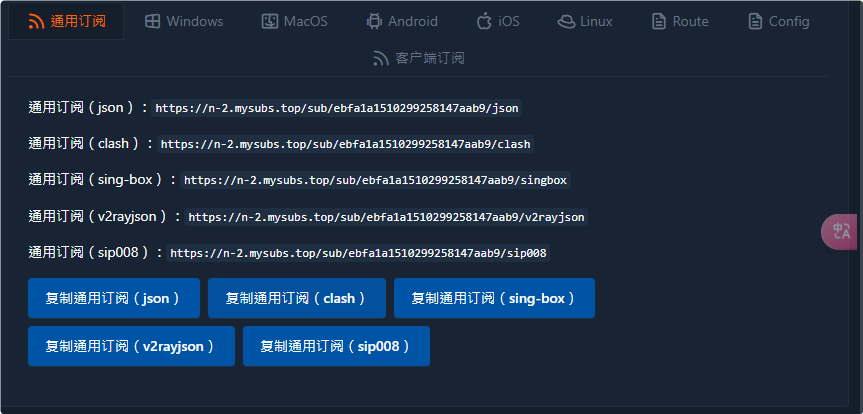 通用订阅 Windows MacOS Android iOS Linux Route Config
客户端订阅
通用订阅（json）：https://n-2.mysubs.top/sub/ebfa1a1510299258147aab9/json
通用订阅（clash）：https://n-2.mysubs.top/sub/ebfa1a1510299258147aab9/clash
通用订阅（sing-box）：https://n-2.mysubs.top/sub/ebfa1a1510299258147aab9/singbox
通用订阅（v2rayjson）：https://n-2.mysubs.top/sub/ebfa1a1510299258147aab9/v2rayjson
通用订阅（sip008）：https://n-2.mysubs.top/sub/ebfa1a1510299258147aab9/sip008
复制通用订阅（json） 复制通用订阅（clash） 复制通用订阅（sing-box）
复制通用订阅（v2rayjson） 复制通用订阅（sip008）
中A